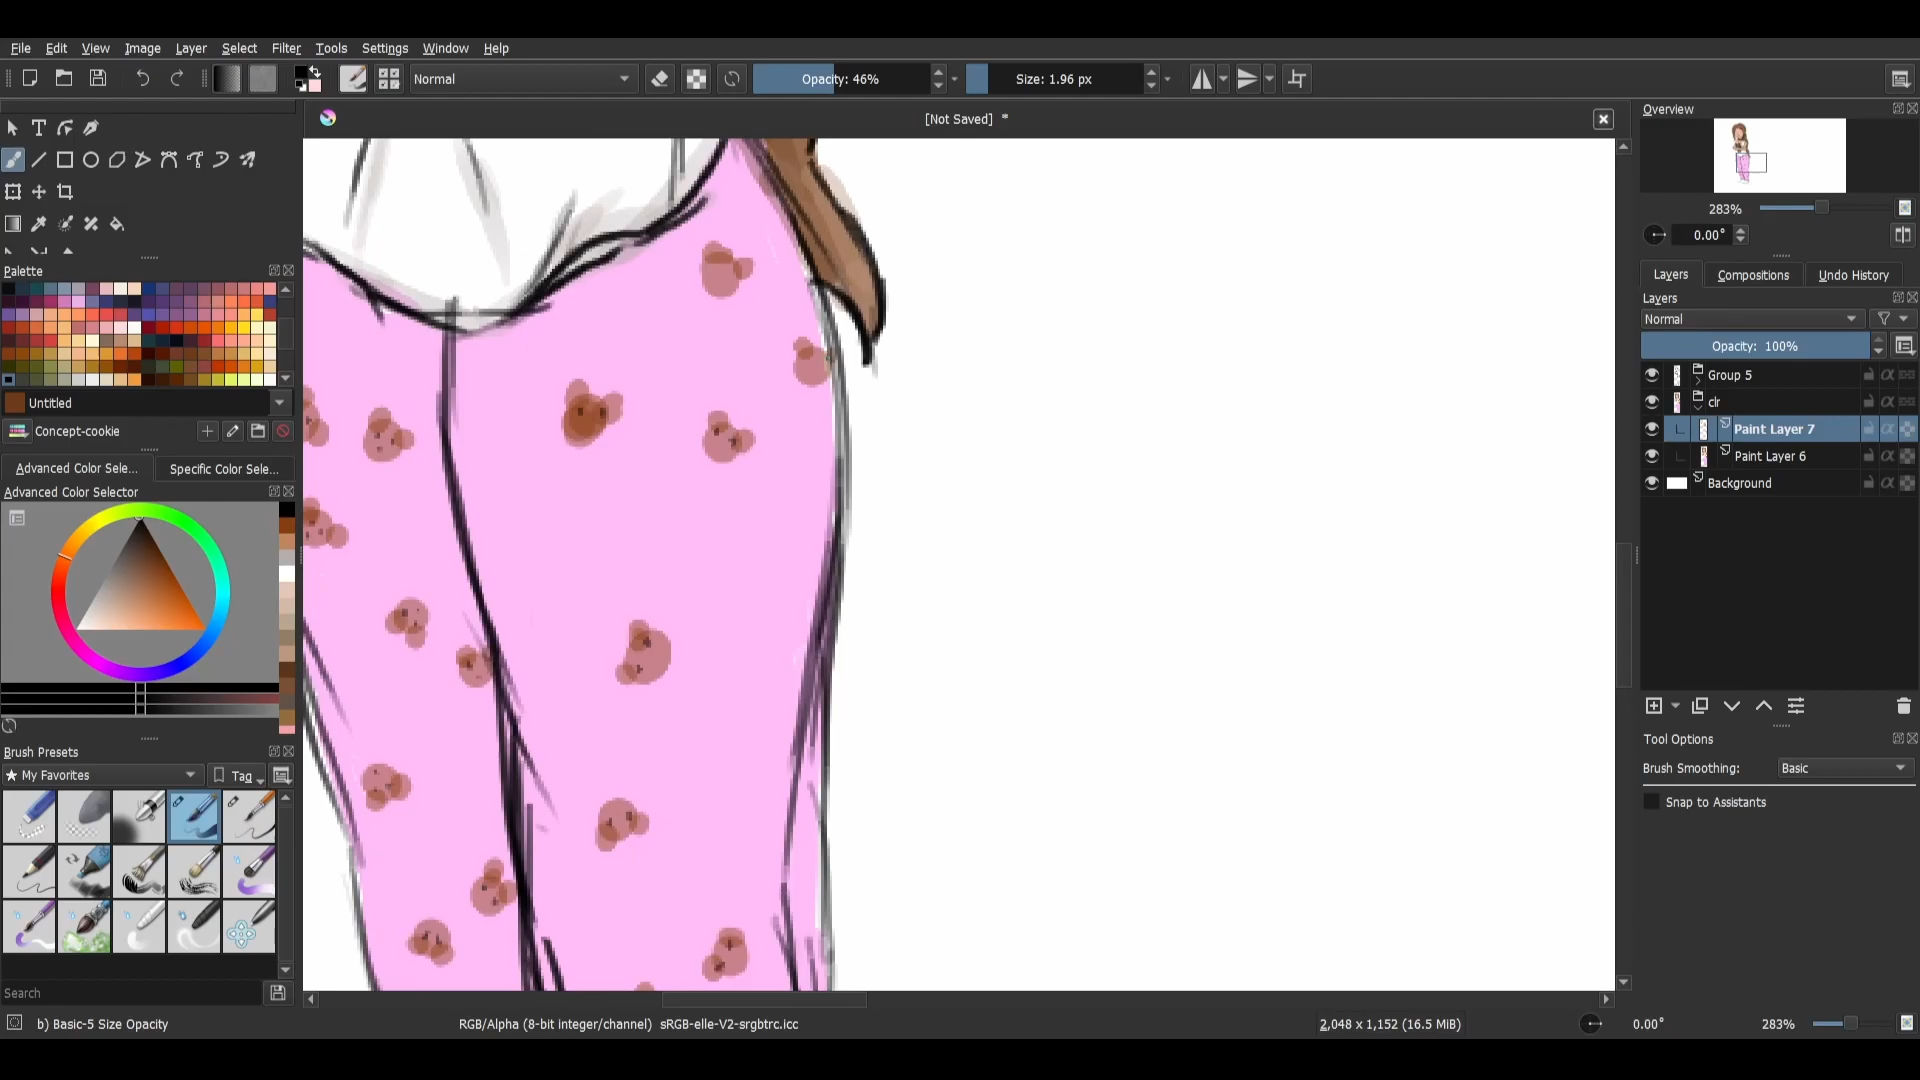 File Edit View Image Layer Select Filter Tools Settings Window Help
Normal Opacity: 46% Size: 1.96 px
[Not Saved] *
Overview
283%
0.00°
Palette
Layers Compositions Undo History
Layers
Normal
Opacity: 100%
Group 5
clr
Untitled
Paint Layer 7
Concept-cookie
Paint Layer 6
Advanced Color Sele... Specific Color Sele...
Background
Advanced Color Selector
Tool Options
Brush Presets
Brush Smoothing: Basic
My Favorites Tag
Snap to Assistants
Search
b) Basic-5 Size Opacity RGB/Alpha (8-bit integer/channel) sRGB-elle-V2-srgbtrc.icc 2,048 x 1,152 (16.5 MiB) 0.00° 283%